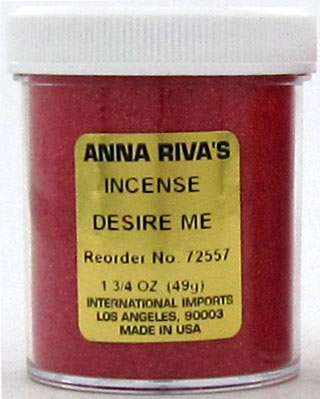 ANNA RIVA'S
INCENSE
DESIRE ME
Reorder No. 72557
1 3/4 OZ (49g)
INTERNATIONAL IMPORTS
LOS ANGELES, 90003
MADE IN USA